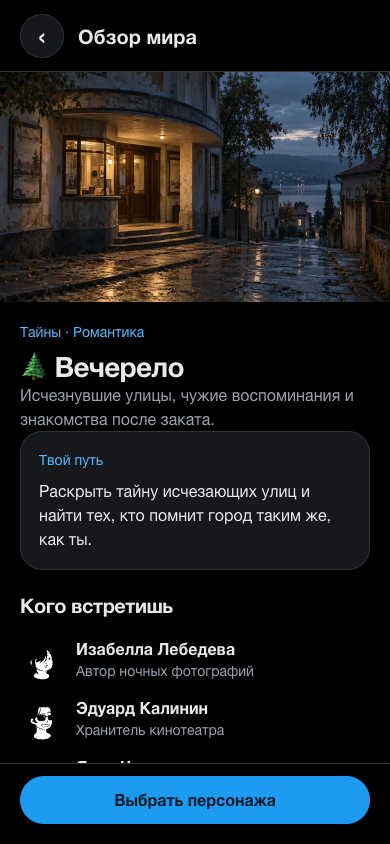 Обзор мира
Тайны · Романтика
🌲 Вечерело
Исчезнувшие улицы, чужие воспоминания и
знакомства после заката.
Твой путь
Раскрыть тайну исчезающих улиц и
найти тех, кто помнит город таким же,
как ты.
Кого встретишь
Изабелла Лебедева
Автор ночных фотографий
Эдуард Калинин
Хранитель кинотеатра
Выбрать персонажа